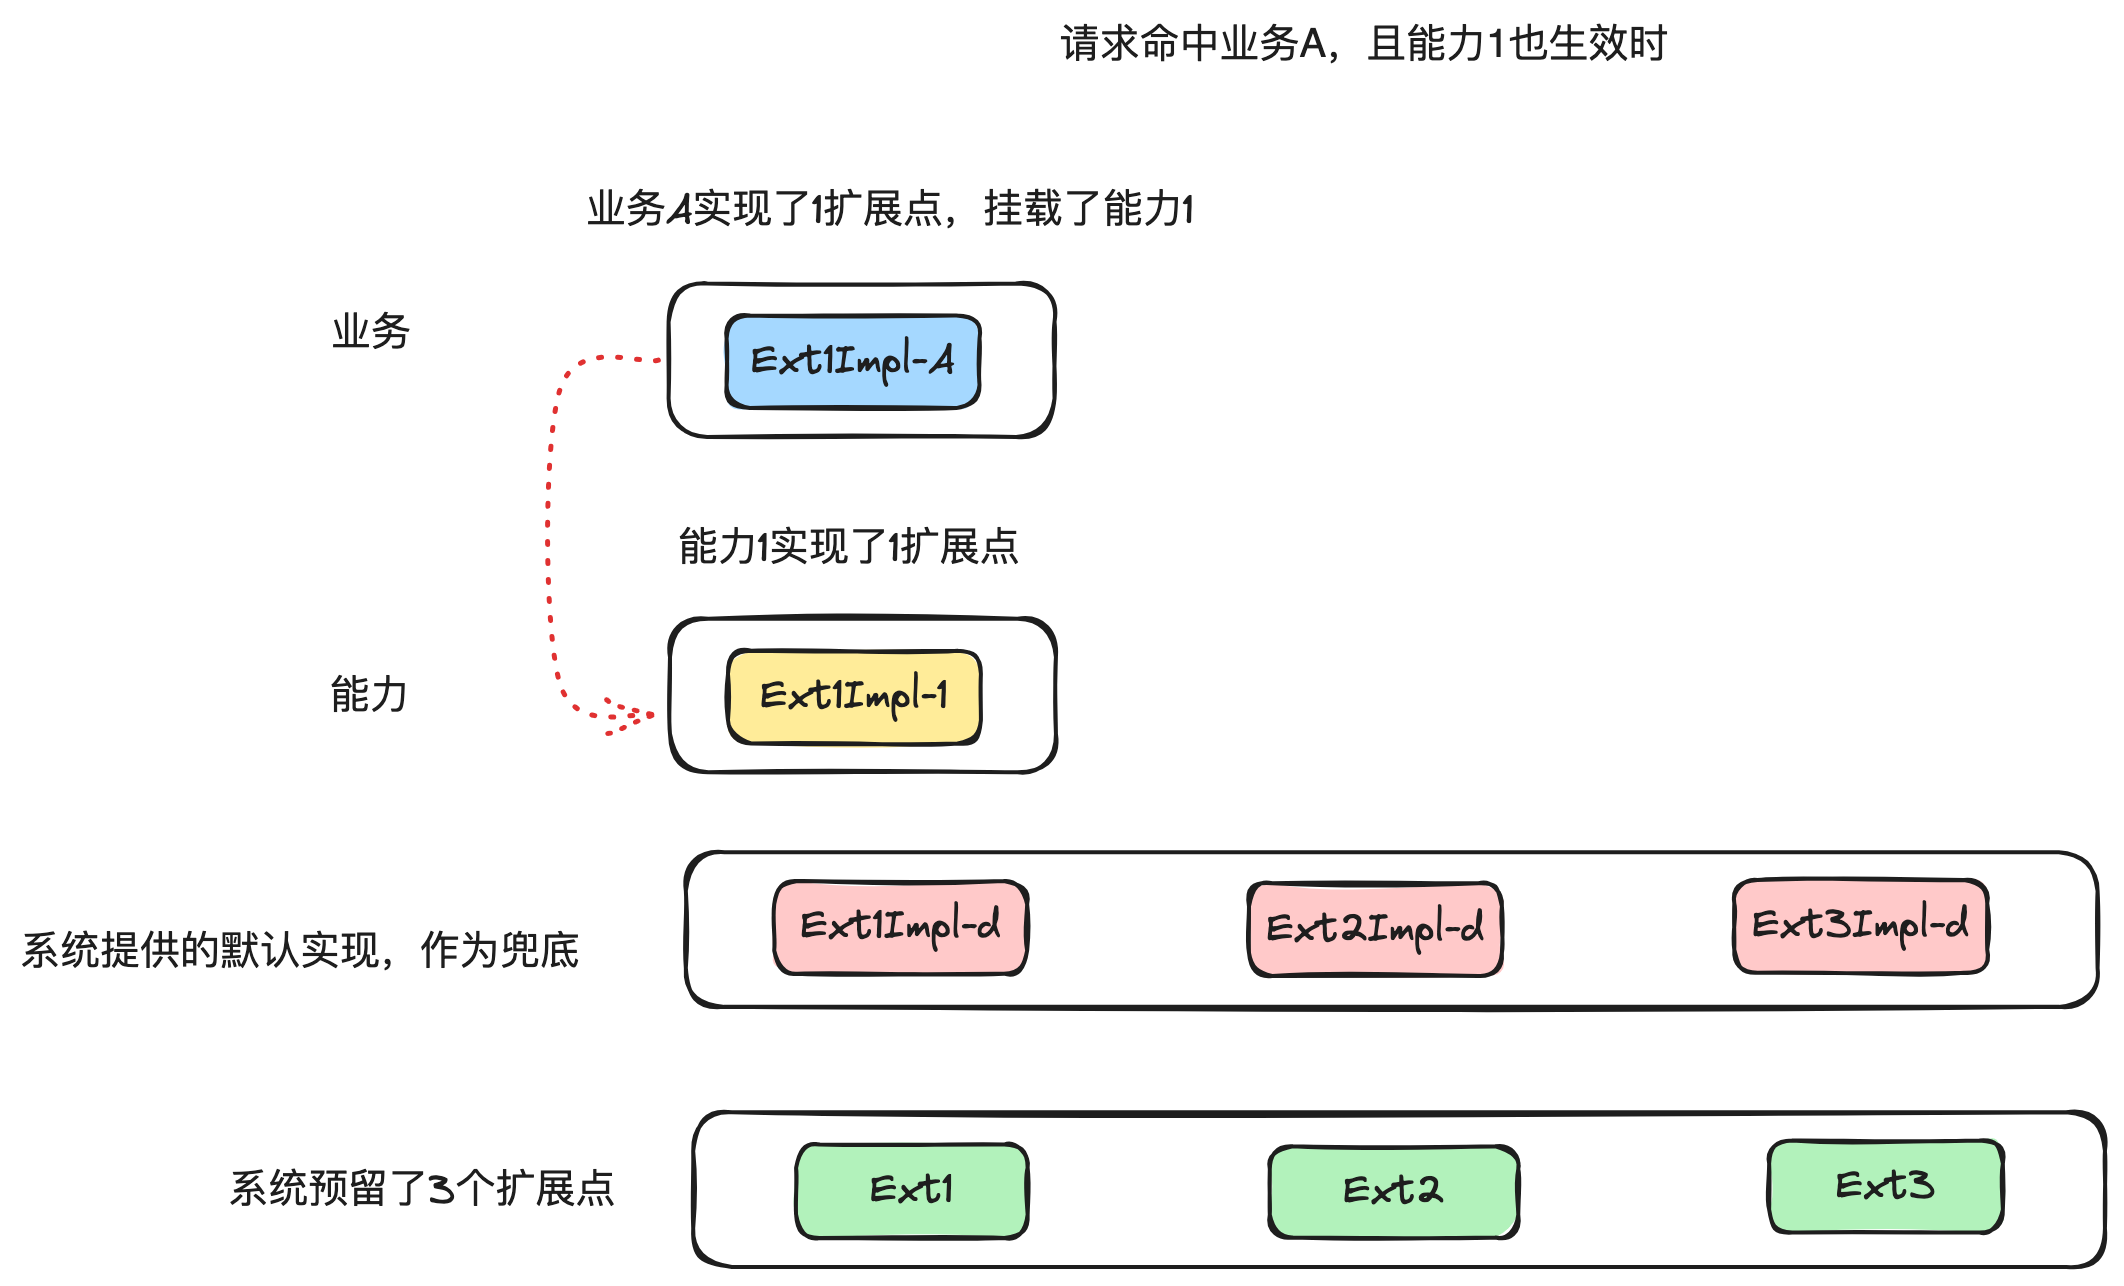 请求命中业务A，且能力1也生效时
业务A实现了1扩展点，挂载了能力1
业务
Ext1Impl-A
能力1实现了1扩展点
能力
Ext1Impl-1
系统提供的默认实现，作为兜底
Ext1Impl-d
Ext2Impl-d
Ext3Impl-d
系统预留了3个扩展点
Ext1
Ext2
Ext3